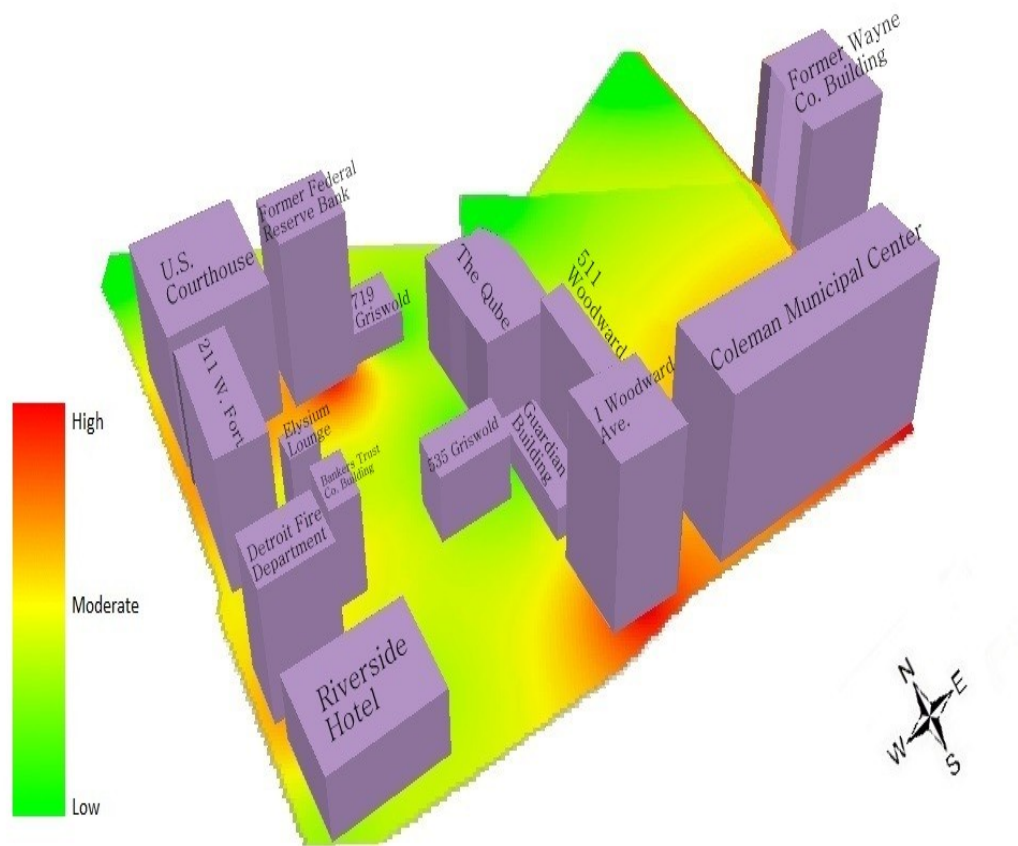 Former Wayne
Co. Building
Former Federal
Reserve Bank
U.S.
Courthouse
719
Griswold
The Qube
511
Woodward
Coleman Municipal Center
211 W. Fort
Elysium
Lounge
Bankers Trust
Co. Building
535 Griswold
Guardian
Building
1 Woodward
Ave.
Detroit Fire
Department
Riverside
Hotel
High
Moderate
Low
N
E
W
S